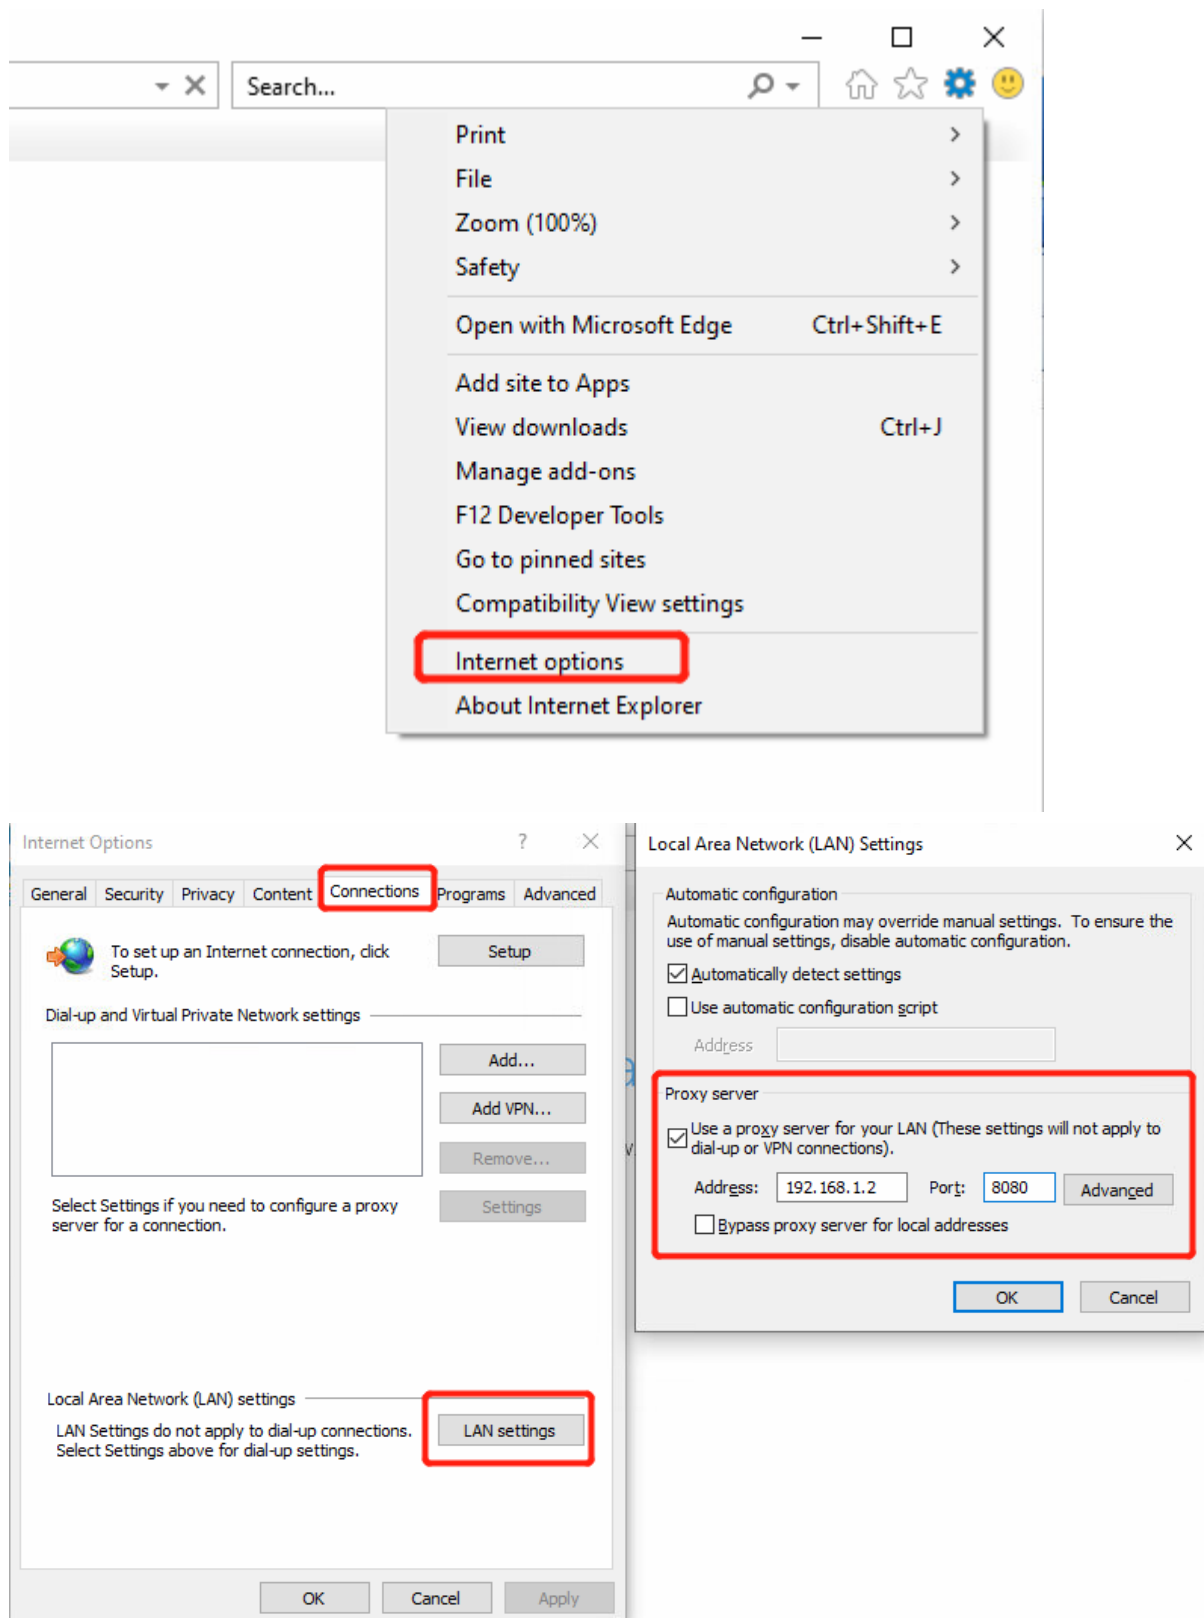 Search...
Print
File
Zoom (100%)
Safety
Open with Microsoft Edge Ctrl+Shift+E
Add site to Apps
View downloads Ctrl+J
Manage add-ons
F12 Developer Tools
Go to pinned sites
Compatibility View settings
Internet options
About Internet Explorer
Internet Options ?
General Security Privacy Content Connections Programs Advanced
To set up an Internet connection, click
Setup.
Setup
Dial-up and Virtual Private Network settings
Add...
Add VPN...
Remove...
Select Settings if you need to configure a proxy
server for a connection.
Settings
Local Area Network (LAN) settings
LAN Settings do not apply to dial-up connections.
Select Settings above for dial-up settings.
LAN settings
OK Cancel Apply
Local Area Network (LAN) Settings
Automatic configuration
Automatic configuration may override manual settings. To ensure the
use of manual settings, disable automatic configuration.
Automatically detect settings
Use automatic configuration script
Address
Proxy server
Use a proxy server for your LAN (These settings will not apply to
dial-up or VPN connections).
Address: 192.168.1.2 Port: 8080 Advanced
Bypass proxy server for local addresses
OK Cancel